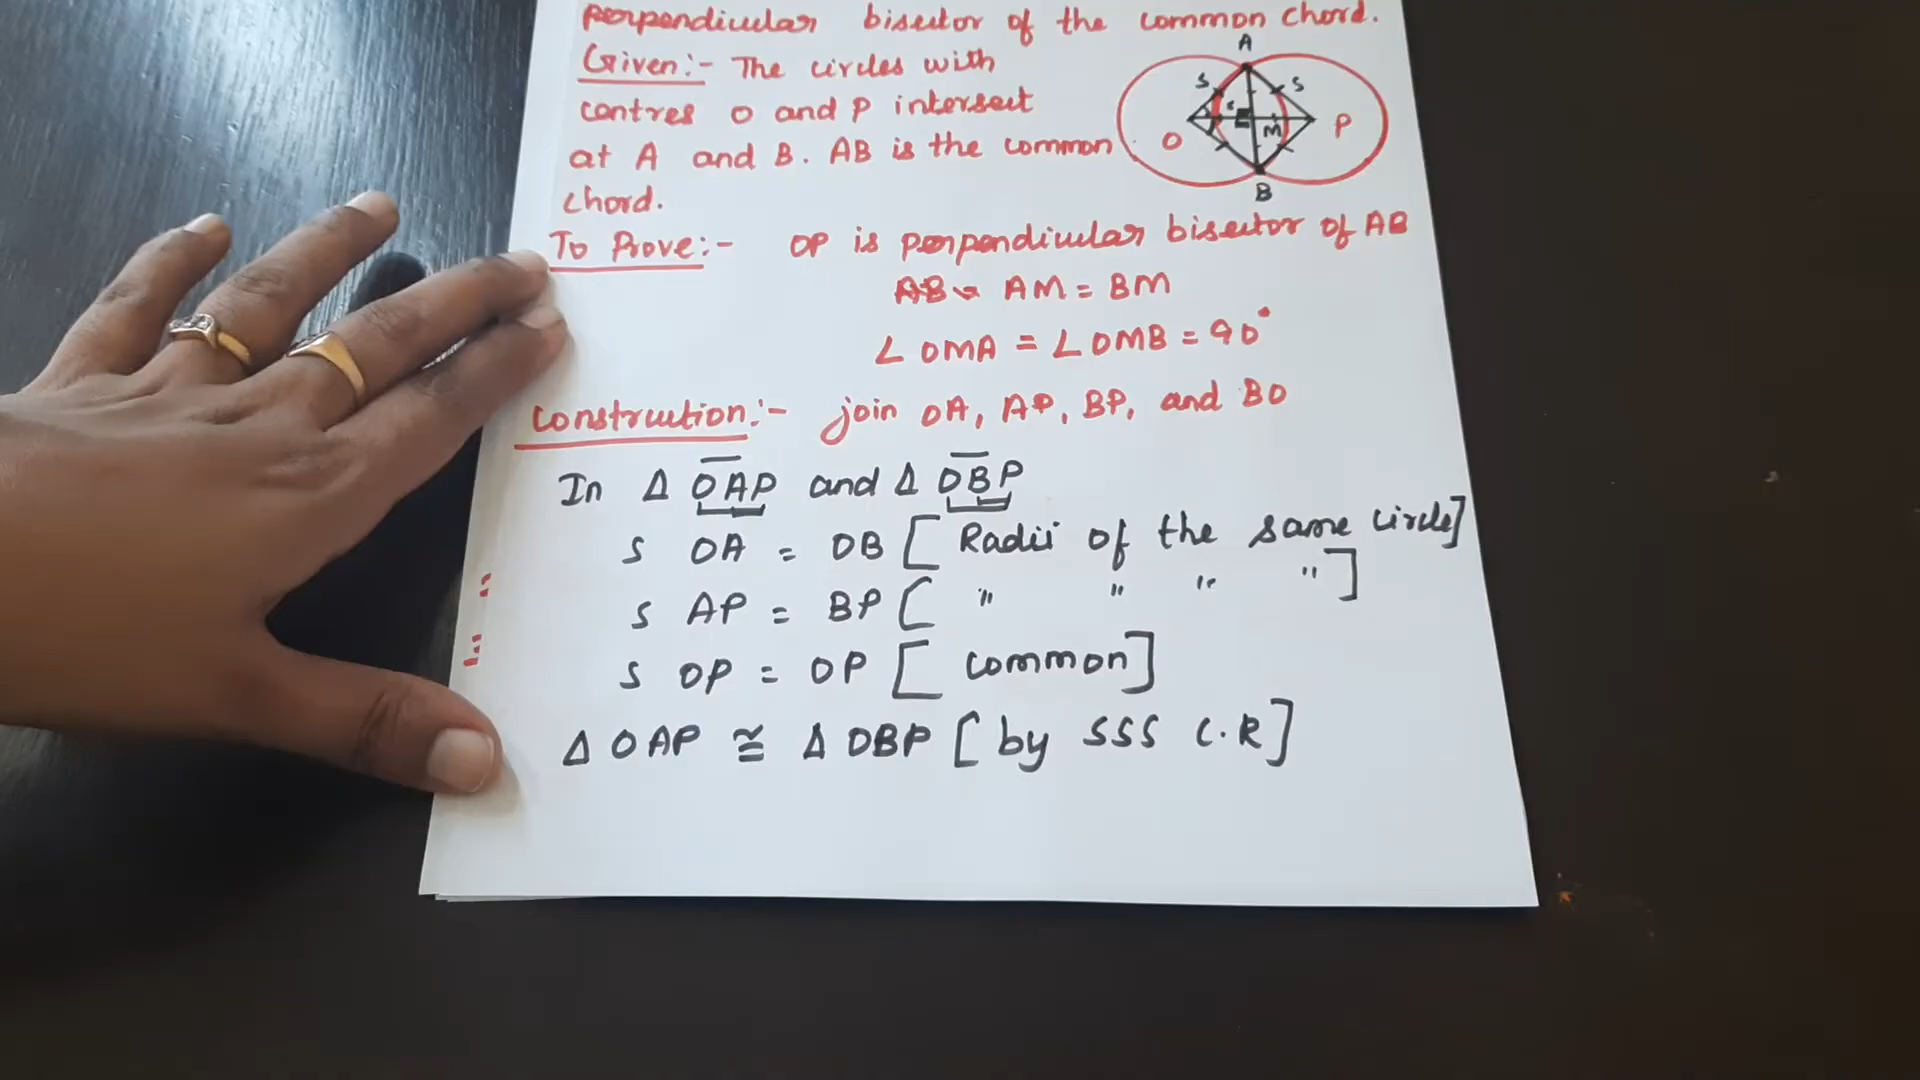 perpendicular bisector of the common chord.
Given:- The circles with
centres O and P intersect
at A and B. AB is the common
chord.
A
S S
O M P
B
To Prove:- OP is perpendicular bisector of AB
AM = BM
∠OMA = ∠OMB = 90°
Construction:- join OA, AP, BP, and BO
In Δ OAP and Δ OBP
S OA = OB [Radii of the same circle]
S AP = BP [ " " " " ]
S OP = OP [common]
Δ OAP ≅ Δ OBP [by SSS C.R]